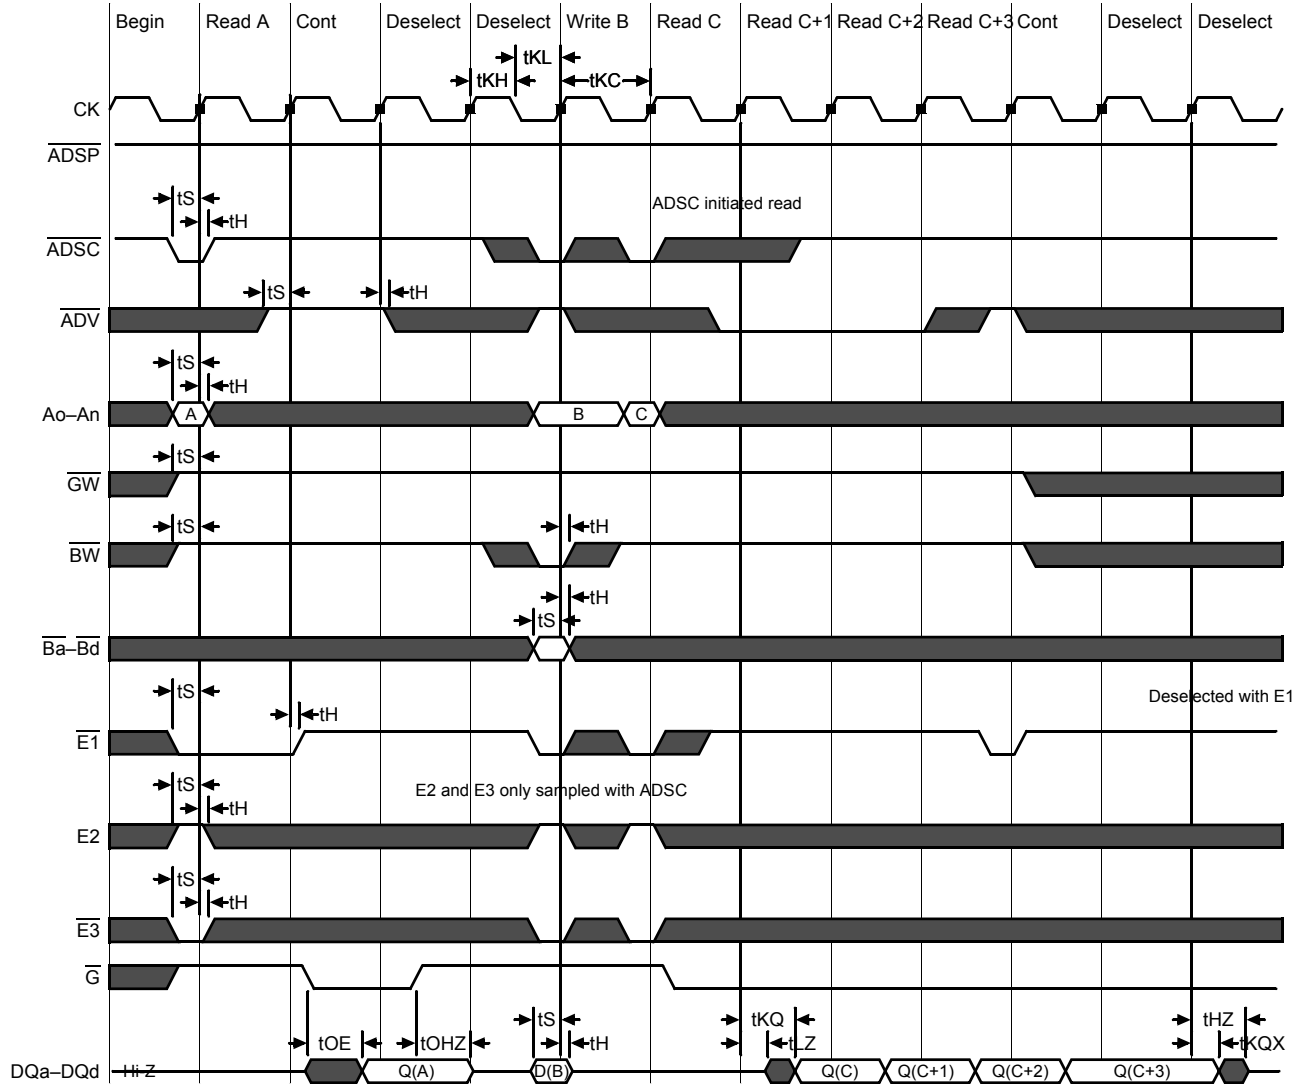 Begin Read A Cont Deselect Deselect Write B Read C Read C+1 Read C+2 Read C+3 Cont Deselect Deselect
tKL
tKH tKC
CK
ADSP
tS
ADSC initiated read
tH
ADSC
tS tH
ADV
tS
tH
Ao–An A B C
tS
GW
tS tH
BW
tH
tS
Ba–Bd
tS
Deselected with E1
tH
E1
tS
E2 and E3 only sampled with ADSC
tH
E2
tS
tH
E3
G
tS tKQ tHZ
tOE tOHZ tH tLZ tKQX
DQa–DQd Hi-Z Q(A) D(B) Q(C) Q(C+1) Q(C+2) Q(C+3)